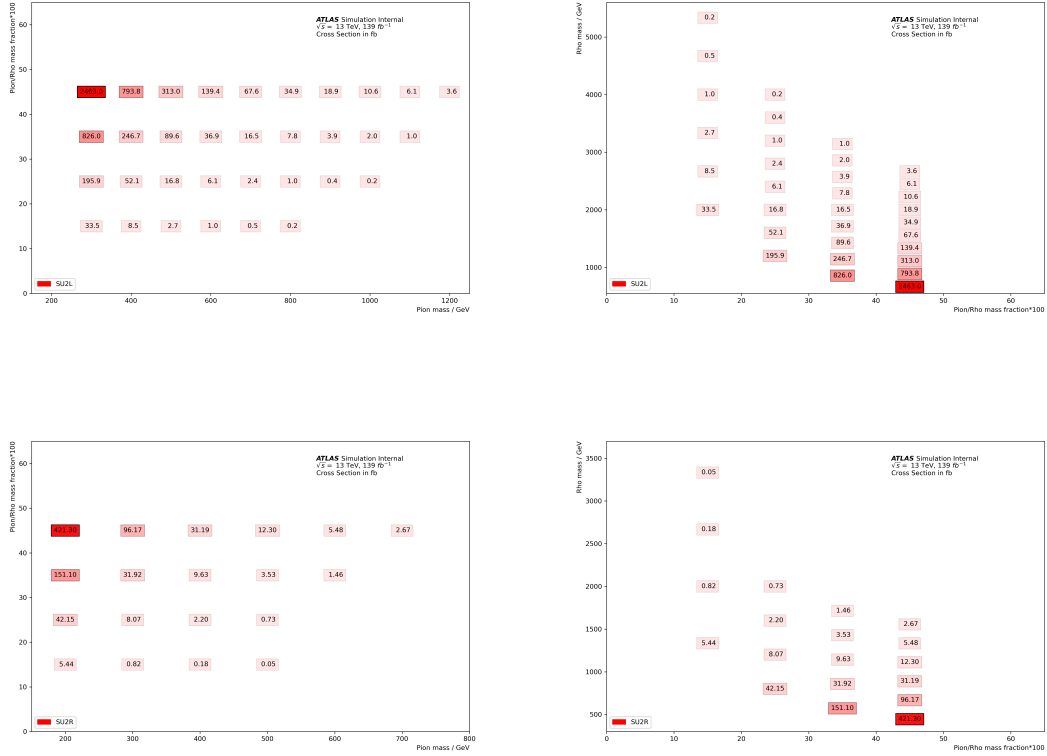 Pion/Rho mass fraction*100
60
50
40
30
20
10
0
ATLAS Simulation Internal
√s = 13 TeV, 139 fb⁻¹
Cross Section in fb
2463.0 793.8 313.0 139.4 67.6 34.9 18.9 10.6 6.1 3.6
826.0 246.7 89.6 36.9 16.5 7.8 3.9 2.0 1.0
195.9 52.1 16.8 6.1 2.4 1.0 0.4 0.2
33.5 8.5 2.7 1.0 0.5 0.2
SU2L
200 400 600 800 1000 1200
Pion mass / GeV
Rho mass / GeV
5000
4000
3000
2000
1000
ATLAS Simulation Internal
√s = 13 TeV, 139 fb⁻¹
Cross Section in fb
0.2
0.5
1.0
2.7
8.5
33.5
0.2
0.4
1.0
2.4
6.1
16.8
52.1
195.9
1.0
2.0
3.9
7.8
16.5
36.9
89.6
246.7
826.0
3.6
6.1
10.6
18.9
34.9
67.6
139.4
313.0
793.8
2463.0
SU2L
0 10 20 30 40 50 60
Pion/Rho mass fraction*100
Pion/Rho mass fraction*100
60
50
40
30
20
10
0
ATLAS Simulation Internal
√s = 13 TeV, 139 fb⁻¹
Cross Section in fb
421.30 96.17 31.19 12.30 5.48 2.67
151.10 31.92 9.63 3.53 1.46
42.15 8.07 2.20 0.73
5.44 0.82 0.18 0.05
SU2R
200 300 400 500 600 700 800
Pion mass / GeV
Rho mass / GeV
3500
3000
2500
2000
1500
1000
500
ATLAS Simulation Internal
√s = 13 TeV, 139 fb⁻¹
Cross Section in fb
0.05
0.18
0.82
5.44
0.73
2.20
8.07
42.15
1.46
3.53
9.63
31.92
151.10
2.67
5.48
12.30
31.19
96.17
421.30
SU2R
0 10 20 30 40 50 60
Pion/Rho mass fraction*100